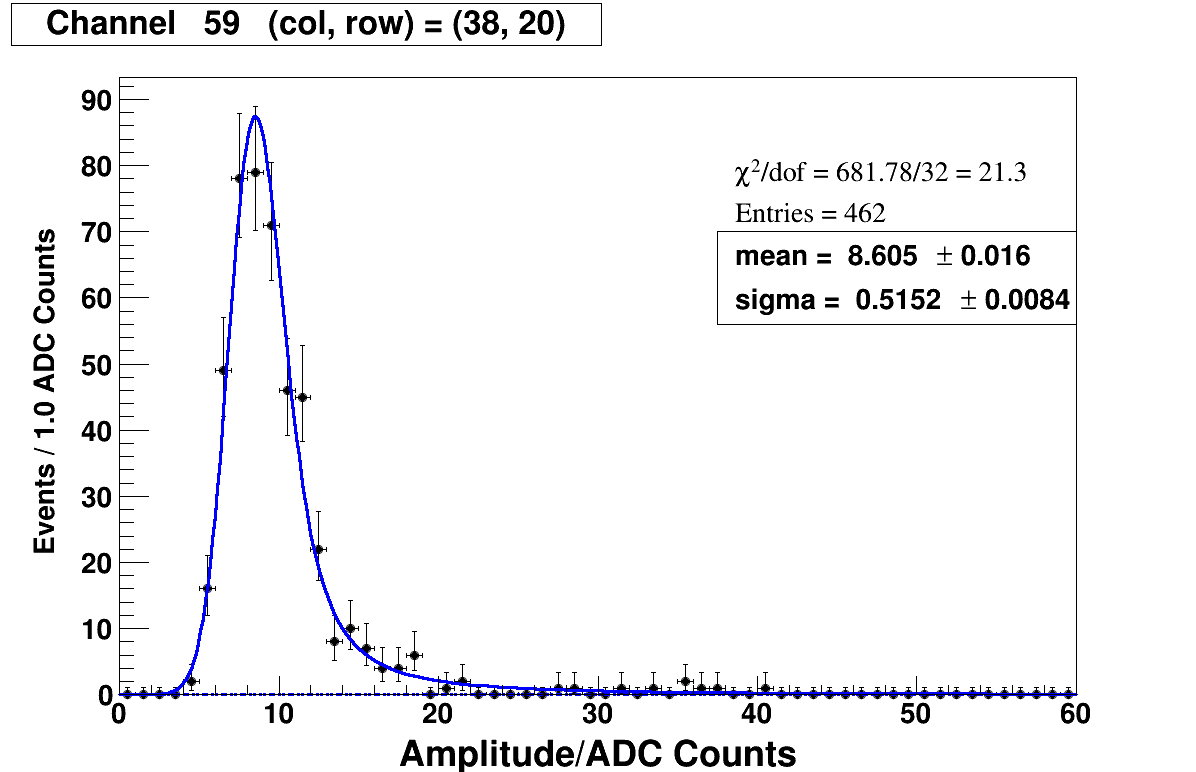 Channel 59 (col, row) = (38, 20)
90
80
70
60
50
40
30
20
10
0
Events / 1.0 ADC Counts
χ²/dof = 681.78/32 = 21.3
Entries = 462
mean = 8.605 ± 0.016
sigma = 0.5152 ± 0.0084
0 10 20 30 40 50 60
Amplitude/ADC Counts